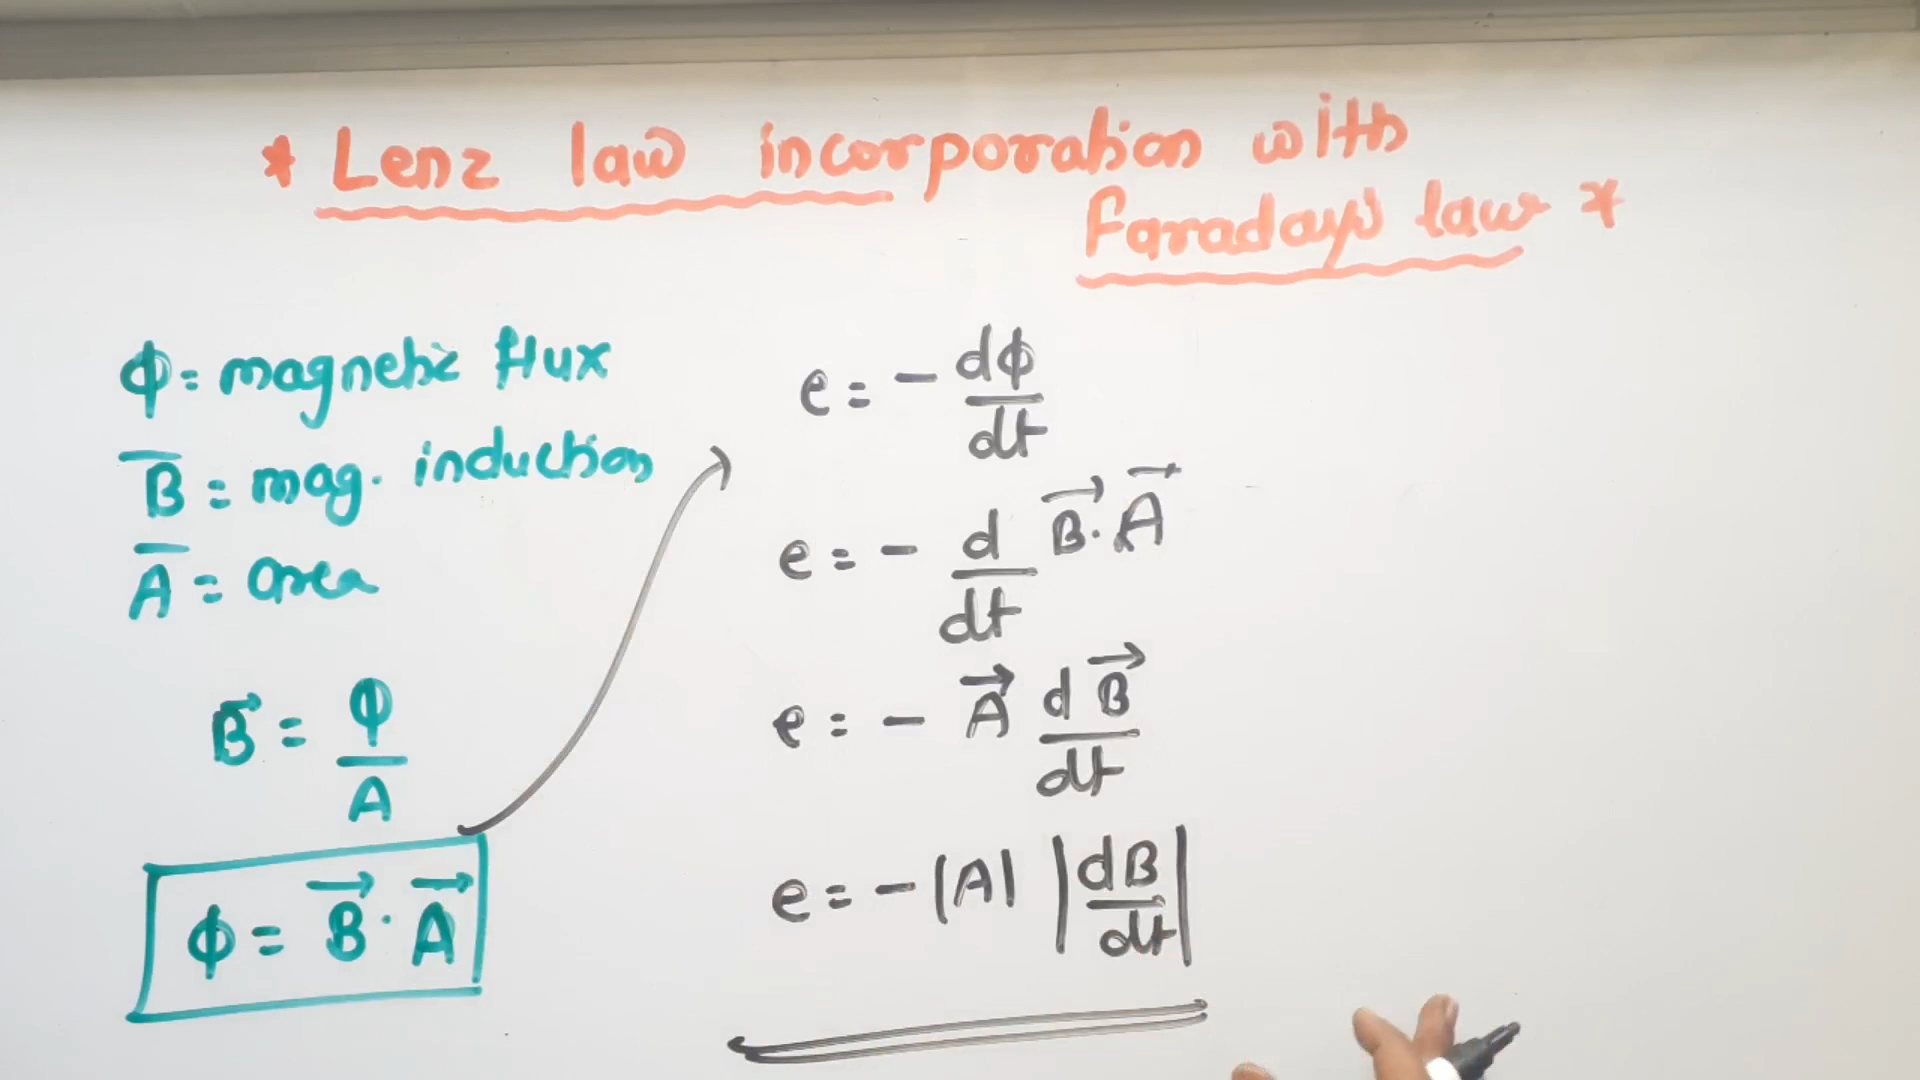 * Lenz law incorporation with
Faraday's law *
ϕ = magnetic flux
B̅ = mag. induction
A̅ = area
B⃗ = ϕ/A
ϕ = B⃗ · A⃗
e = - dϕ/dt
e = - d/dt B⃗ · A⃗
e = - A⃗ dB⃗/dt
e = - |A| |dB/dt|